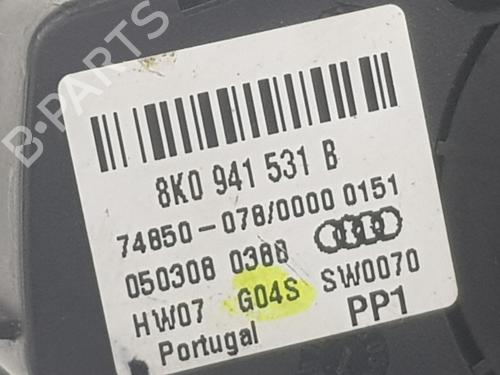 B-PARTS
8K0 941 531 B
74850-078/0000 0151
050308 0388
HW07 G04S SW0070
Portugal PP1